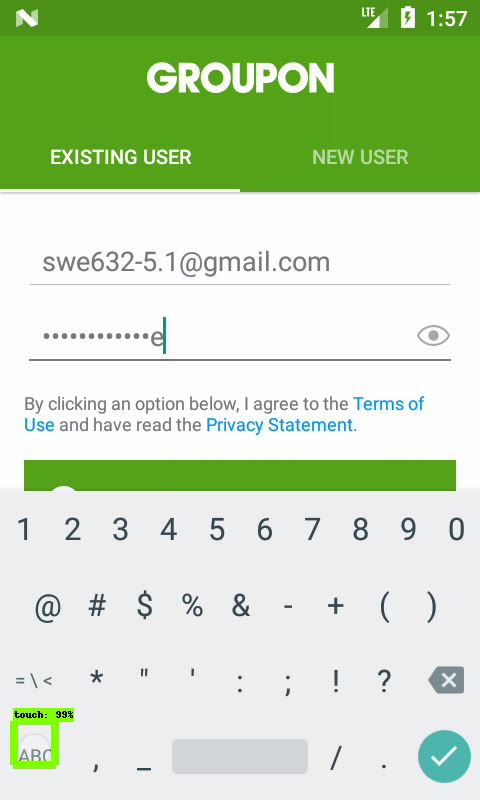 LTE 1:57
GROUPON
EXISTING USER NEW USER
swe632-5.1@gmail.com
••••••••••••e
By clicking an option below, I agree to the Terms of
Use and have read the Privacy Statement.
1 2 3 4 5 6 7 8 9 0
@ # $ % & - + ( )
= \ < * " ' : ; ! ?
touch: 99%
ABC , _ / .